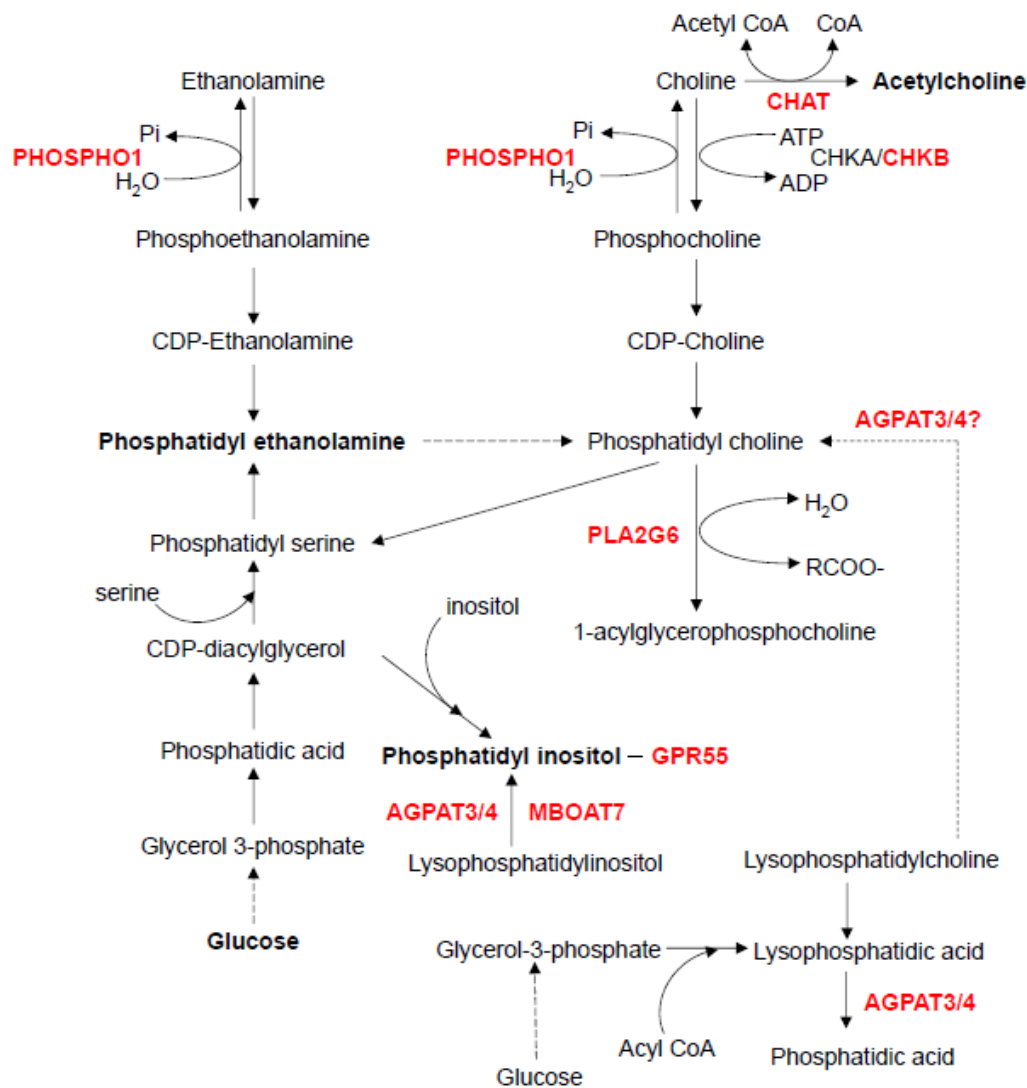 Acetyl CoA CoA
Ethanolamine Choline Acetylcholine
CHAT
Pi Pi ATP
PHOSPHO1 PHOSPHO1 CHKA/CHKB
H₂O H₂O ADP
Phosphoethanolamine Phosphocholine
CDP-Ethanolamine CDP-Choline
AGPAT3/4?
Phosphatidyl ethanolamine Phosphatidyl choline
H₂O
PLA2G6
Phosphatidyl serine
RCOO-
serine inositol
1-acylglycerophosphocholine
CDP-diacylglycerol
Phosphatidic acid Phosphatidyl inositol – GPR55
AGPAT3/4 MBOAT7
Glycerol 3-phosphate Lysophosphatidylinositol Lysophosphatidylcholine
Glucose Glycerol-3-phosphate Lysophosphatidic acid
AGPAT3/4
Acyl CoA
Phosphatidic acid
Glucose